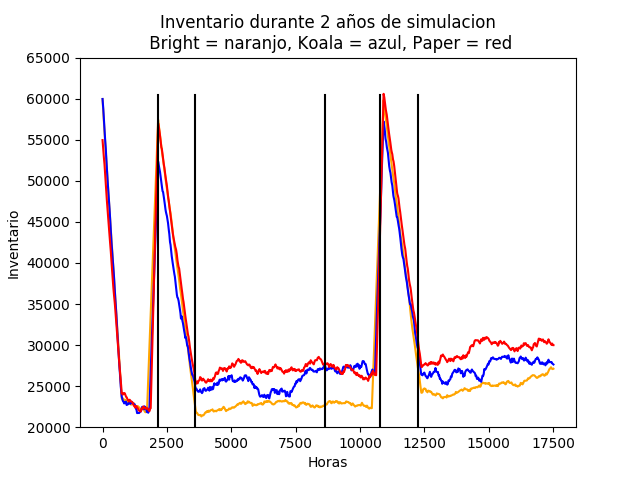 Inventario durante 2 años de simulacion
Bright = naranjo, Koala = azul, Paper = red
65000
60000
55000
50000
45000
40000
35000
30000
25000
20000
Inventario
0 2500 5000 7500 10000 12500 15000 17500
Horas